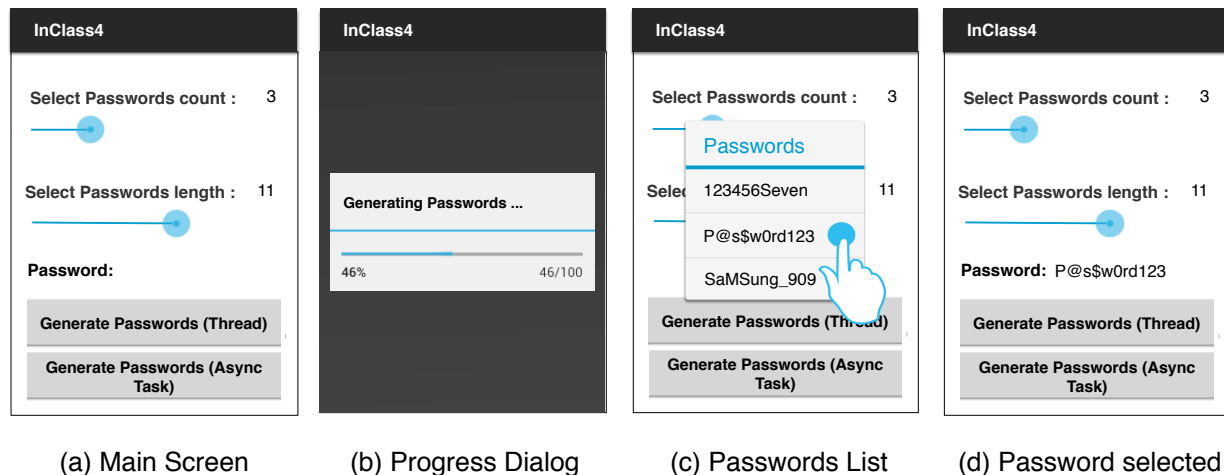 InClass4
Select Passwords count : 3
Select Passwords length : 11
Password:
Generate Passwords (Thread)
Generate Passwords (Async
Task)
(a) Main Screen
InClass4
Generating Passwords ...
46% 46/100
(b) Progress Dialog
InClass4
Select Passwords count : 3
Passwords
123456Seven
Selec 11
P@s$w0rd123
SaMSung_909
Generate Passwords (Thread)
Generate Passwords (Async
Task)
(c) Passwords List
InClass4
Select Passwords count : 3
Select Passwords length : 11
Password: P@s$w0rd123
Generate Passwords (Thread)
Generate Passwords (Async
Task)
(d) Password selected